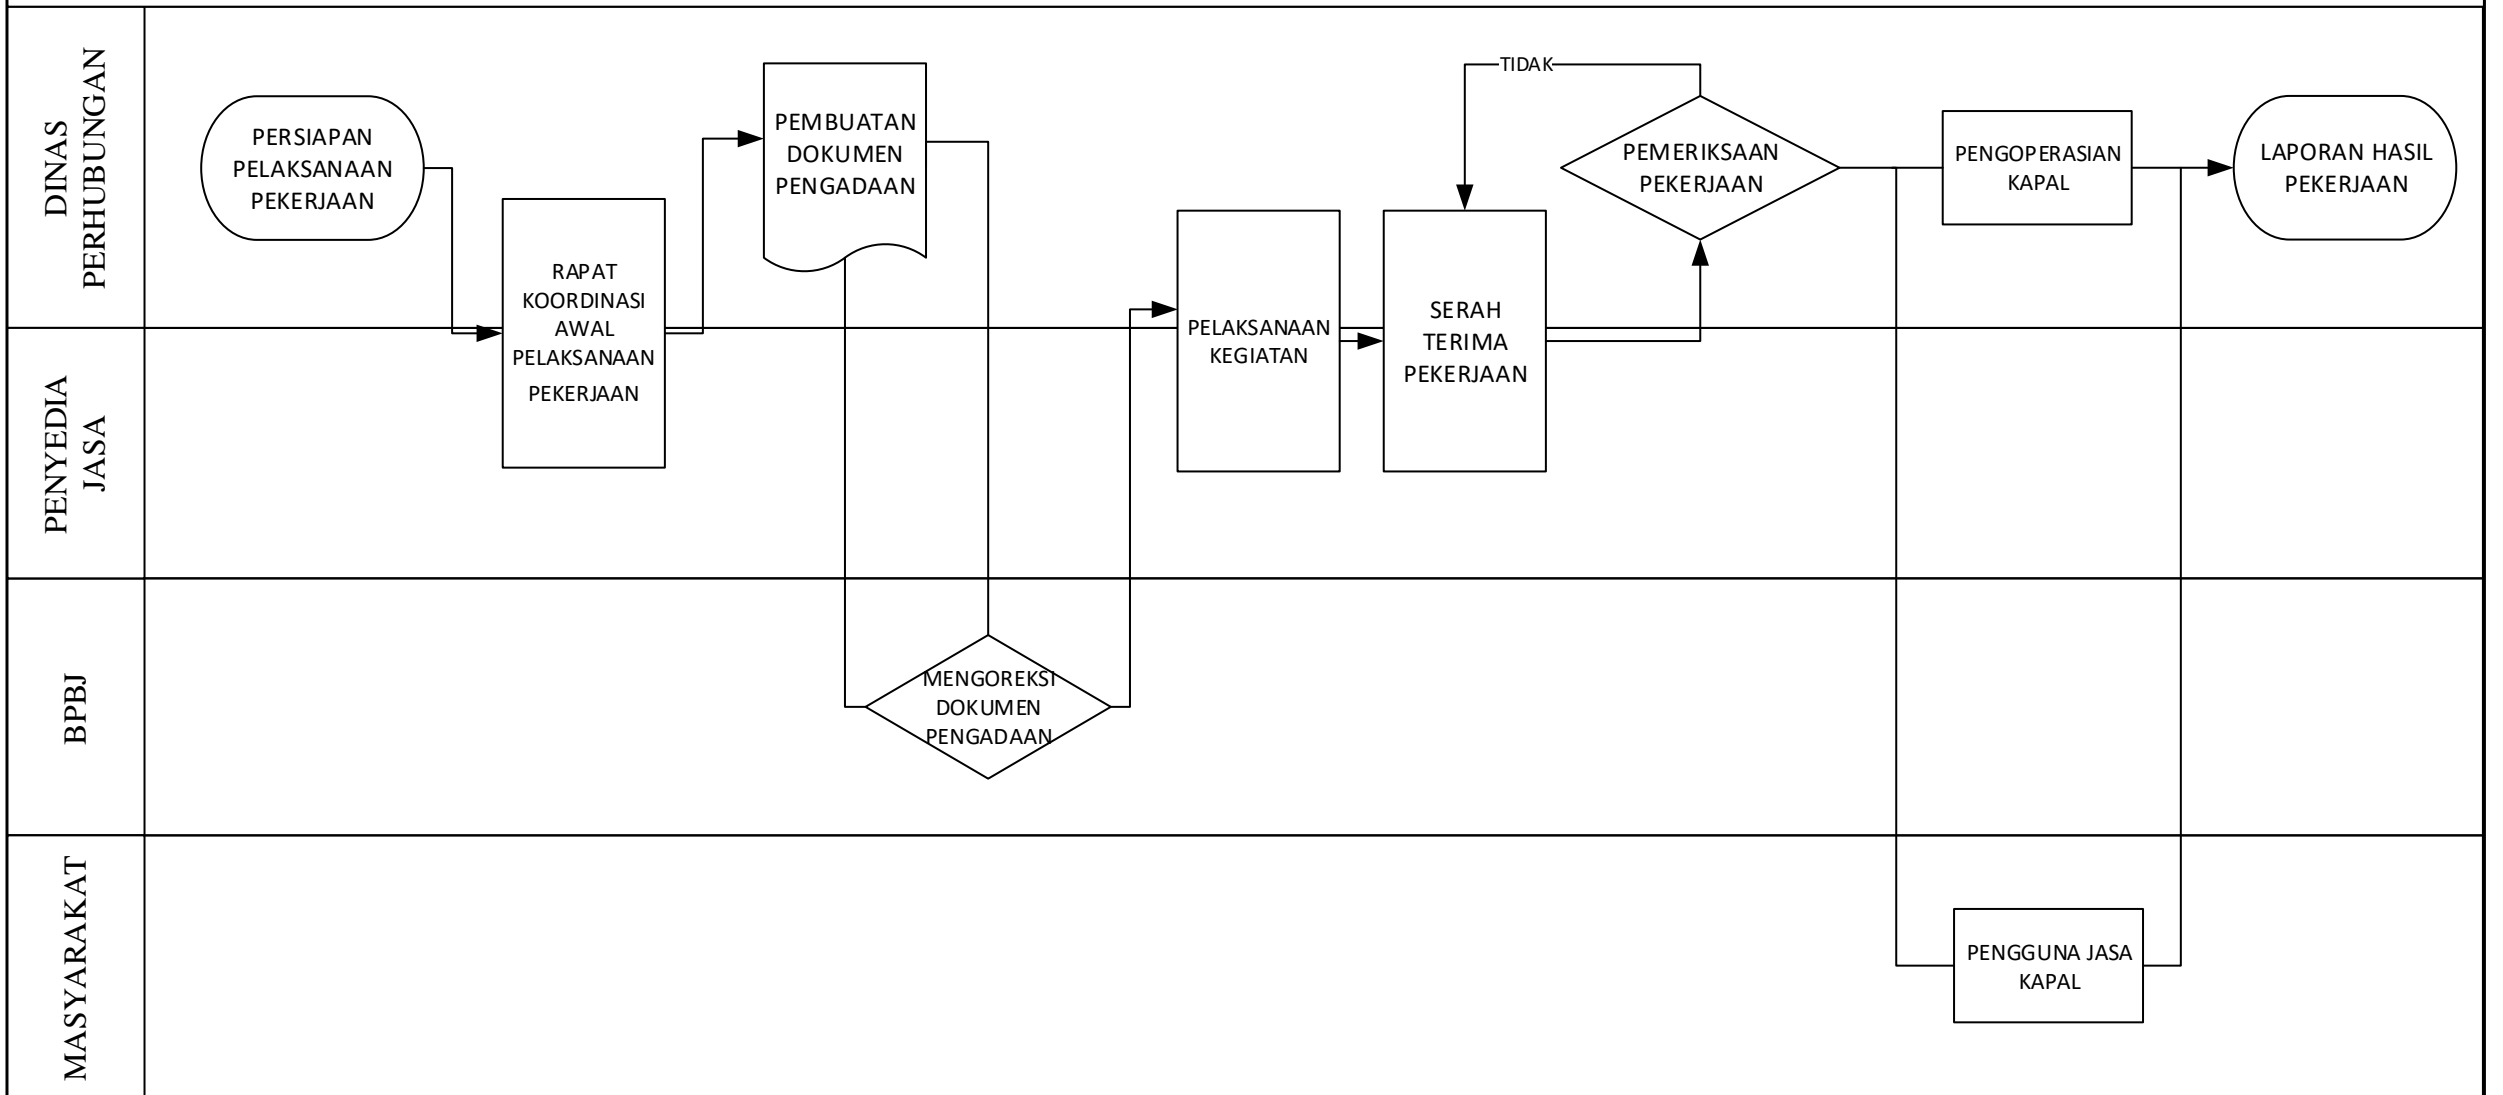 DINAS
PERHUBUNGAN
PERSIAPAN
PELAKSANAAN
PEKERJAAN
RAPAT
KOORDINASI
AWAL
PELAKSANAAN
PEKERJAAN
PEMBUATAN
DOKUMEN
PENGADAAN
PELAKSANAAN
KEGIATAN
SERAH
TERIMA
PEKERJAAN
TIDAK
PEMERIKSAAN
PEKERJAAN
PENGOPERASIAN
KAPAL
LAPORAN HASIL
PEKERJAAN
PENYEDIA
JASA
BPBJ
MENGOREKSI
DOKUMEN
PENGADAAN
MASYARAKAT
PENGGUNA JASA
KAPAL